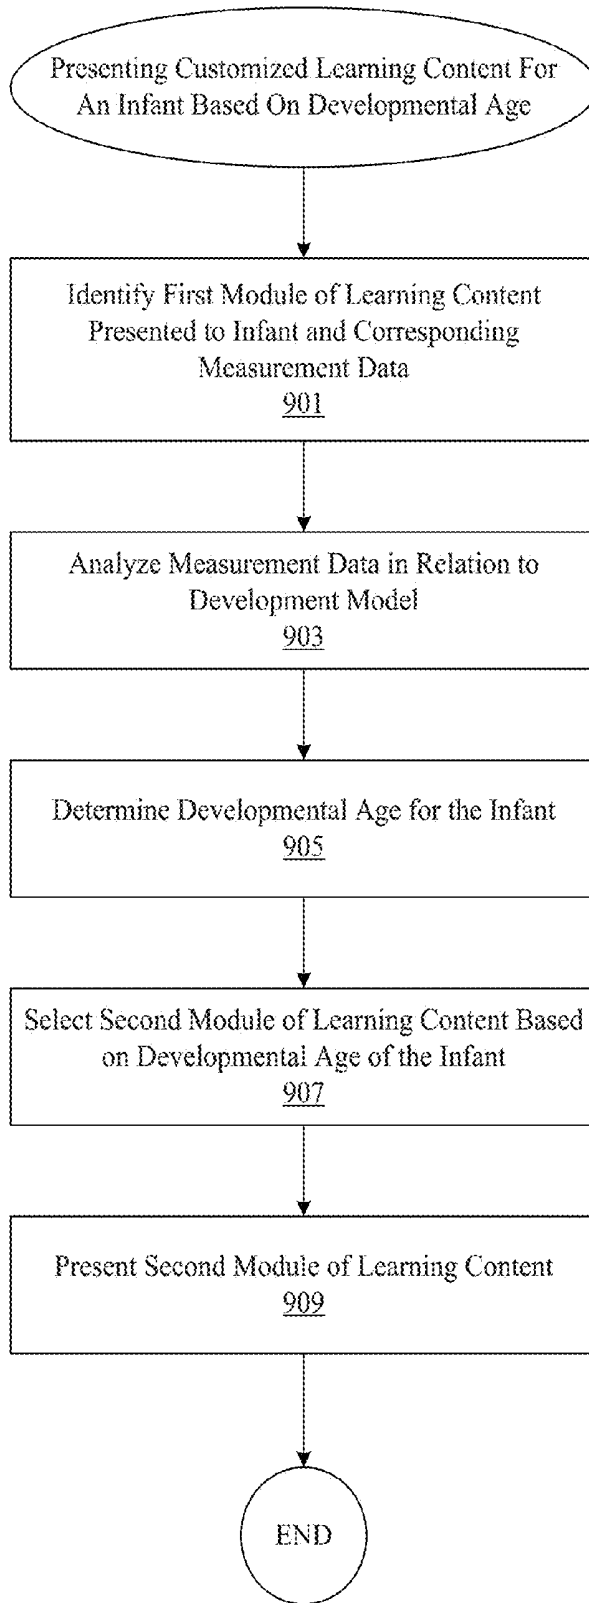 Presenting Customized Learning Content For
An Infant Based On Developmental Age
Identify First Module of Learning Content
Presented to Infant and Corresponding
Measurement Data
901
Analyze Measurement Data in Relation to
Development Model
903
Determine Developmental Age for the Infant
905
Select Second Module of Learning Content Based
on Developmental Age of the Infant
907
Present Second Module of Learning Content
909
END